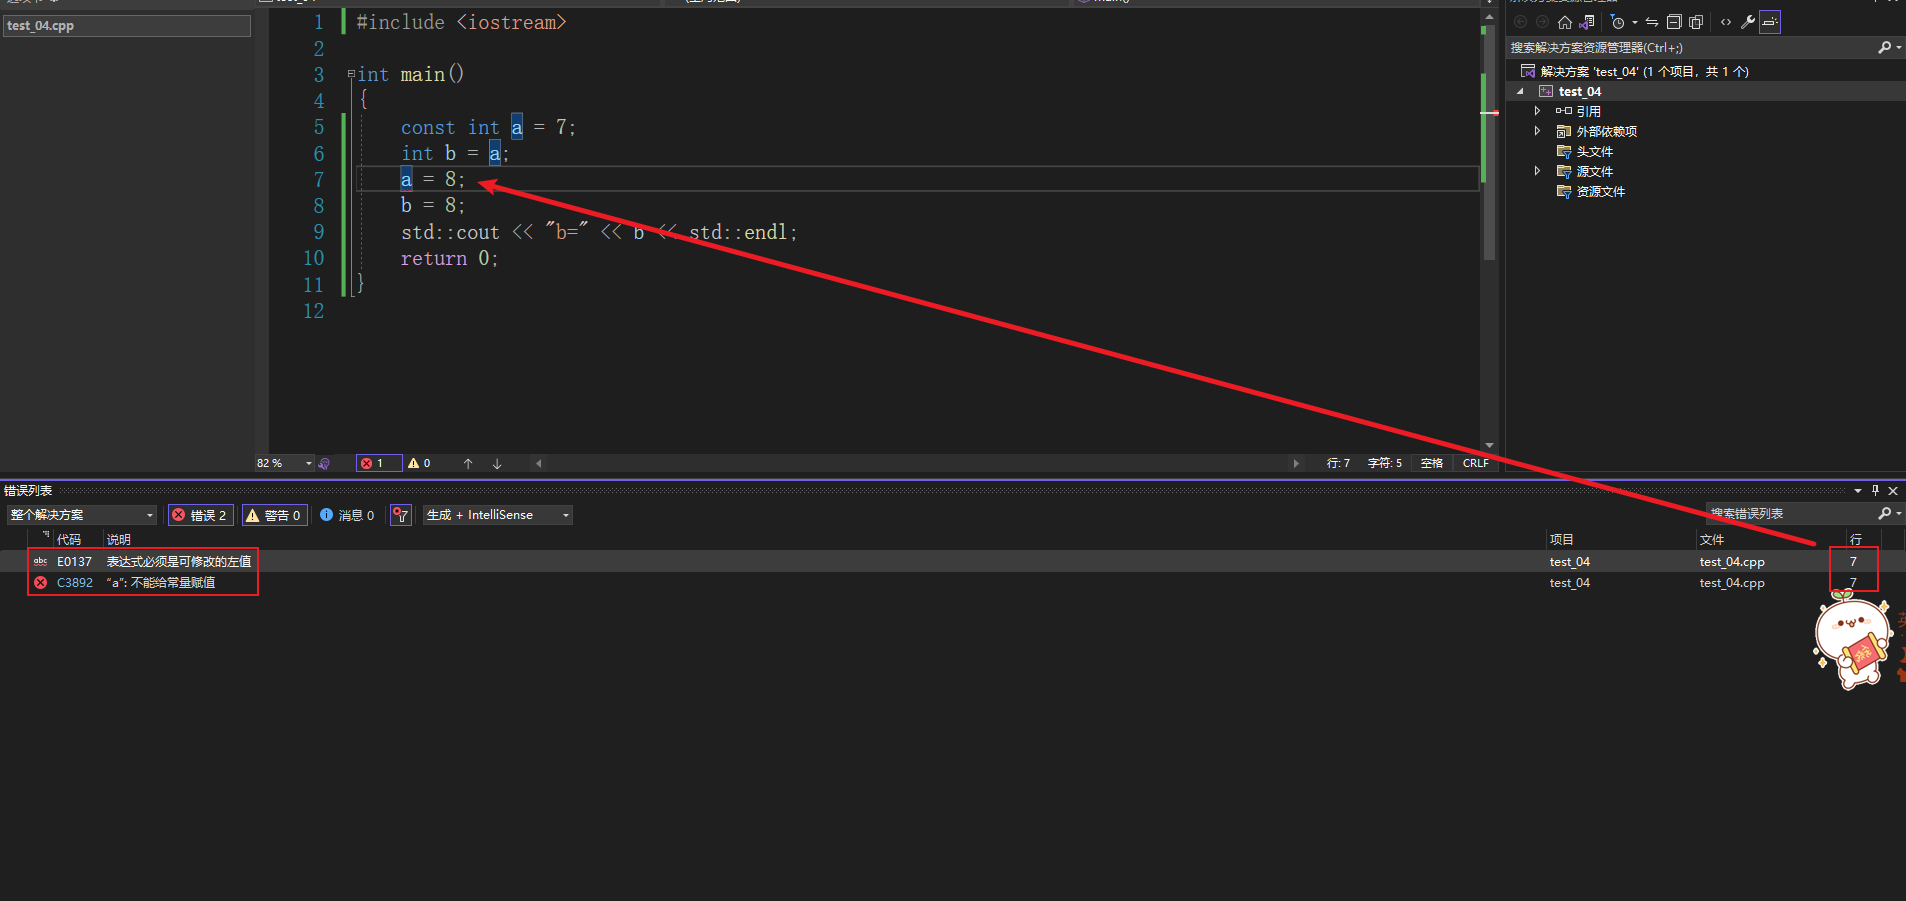 test_04.cpp
1 #include <iostream>
2
3 int main()
4 {
5 const int a = 7;
6 int b = a;
7 a = 8;
8 b = 8;
9 std::cout << "b=" << b << std::endl;
10 return 0;
11 }
12
搜索解决方案资源管理器(Ctrl+;)
解决方案 'test_04' (1 个项目，共 1 个)
test_04
引用
外部依赖项
头文件
源文件
资源文件
82 % 1 0 行: 7 字符: 5 空格 CRLF
错误列表
整个解决方案 错误 2 警告 0 消息 0 生成 + IntelliSense 搜索错误列表
代码 说明 项目 文件 行
abc E0137 表达式必须是可修改的左值 test_04 test_04.cpp 7
C3892 “a”: 不能给常量赋值 test_04 test_04.cpp 7